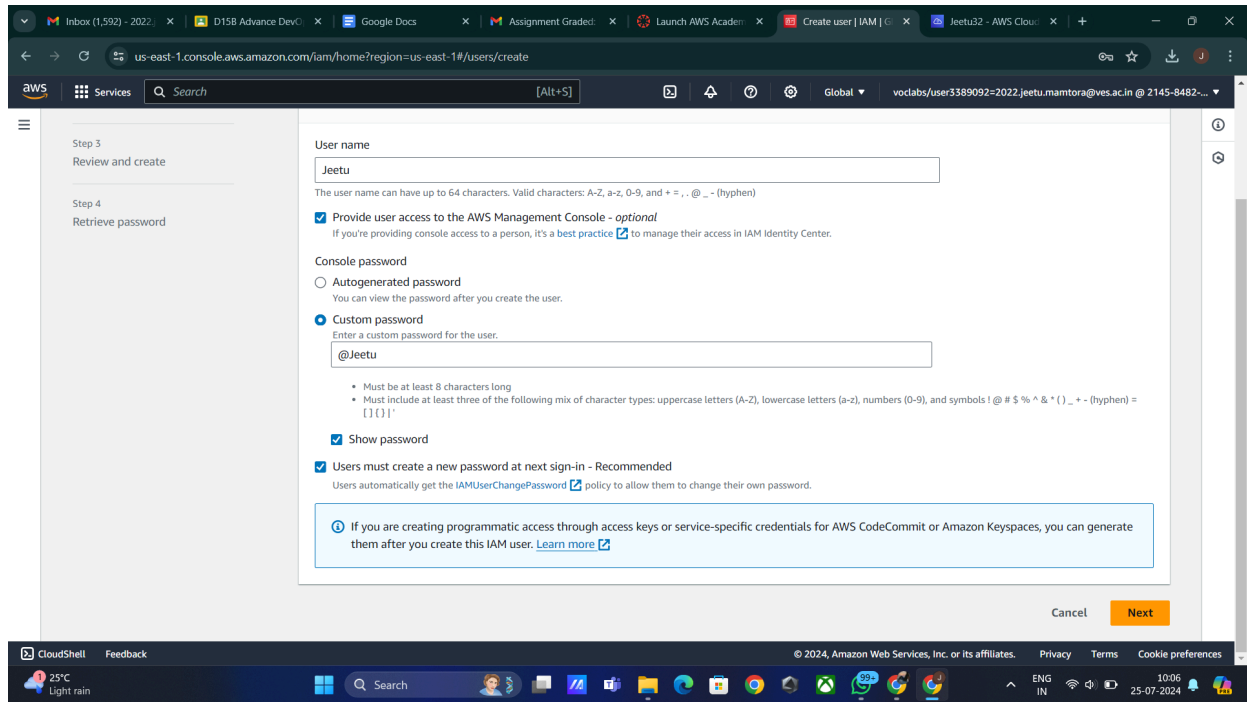 Inbox (1,592) - 2022.j
D15B Advance DevO
Google Docs
Assignment Graded:
Launch AWS Academ
Create user | IAM | G
Jeetu32 - AWS Cloud
us-east-1.console.aws.amazon.com/iam/home?region=us-east-1#/users/create
J
aws
Services
Search
[Alt+S]
Global
voclabs/user3389092=2022.jeetu.mamtora@ves.ac.in @ 2145-8482-...
Step 3
Review and create
Step 4
Retrieve password
User name
Jeetu
The user name can have up to 64 characters. Valid characters: A-Z, a-z, 0-9, and + = , . @ _ - (hyphen)
Provide user access to the AWS Management Console - optional
If you're providing console access to a person, it's a best practice to manage their access in IAM Identity Center.
Console password
Autogenerated password
You can view the password after you create the user.
Custom password
Enter a custom password for the user.
@Jeetu
• Must be at least 8 characters long
• Must include at least three of the following mix of character types: uppercase letters (A-Z), lowercase letters (a-z), numbers (0-9), and symbols ! @ # $ % ^ & * ( ) _ + - (hyphen) =
[ ] { } | '
Show password
Users must create a new password at next sign-in - Recommended
Users automatically get the IAMUserChangePassword policy to allow them to change their own password.
If you are creating programmatic access through access keys or service-specific credentials for AWS CodeCommit or Amazon Keyspaces, you can generate
them after you create this IAM user. Learn more
Cancel
Next
CloudShell
Feedback
© 2024, Amazon Web Services, Inc. or its affiliates.
Privacy
Terms
Cookie preferences
1
25°C
Light rain
Search
99+
ENG
IN
10:06
25-07-2024